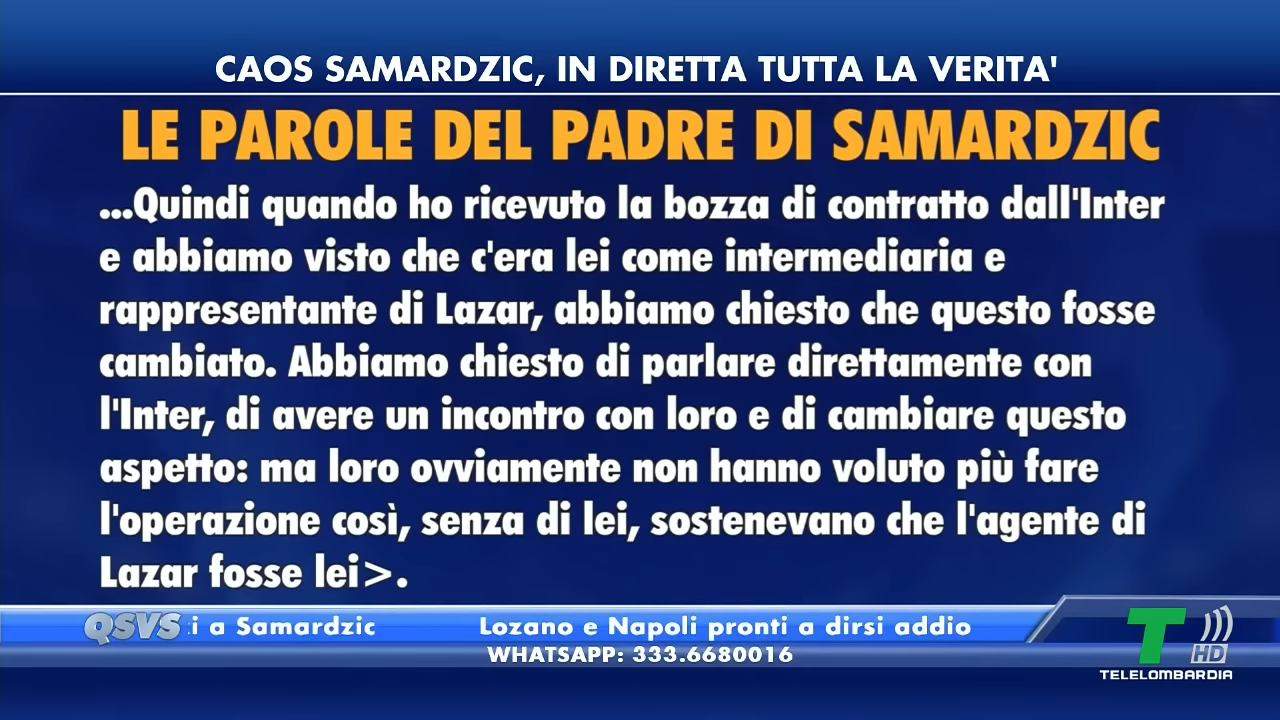 CAOS SAMARDZIC, IN DIRETTA TUTTA LA VERITA'
LE PAROLE DEL PADRE DI SAMARDZIC
...Quindi quando ho ricevuto la bozza di contratto dall'Inter
e abbiamo visto che c'era lei come intermediaria e
rappresentante di Lazar, abbiamo chiesto che questo fosse
cambiato. Abbiamo chiesto di parlare direttamente con
l'Inter, di avere un incontro con loro e di cambiare questo
aspetto: ma loro ovviamente non hanno voluto più fare
l'operazione così, senza di lei, sostenevano che l'agente di
Lazar fosse lei>.
QSVS i a Samardzic Lozano e Napoli pronti a dirsi addio
WHATSAPP: 333.6680016
T HD
TELELOMBARDIA